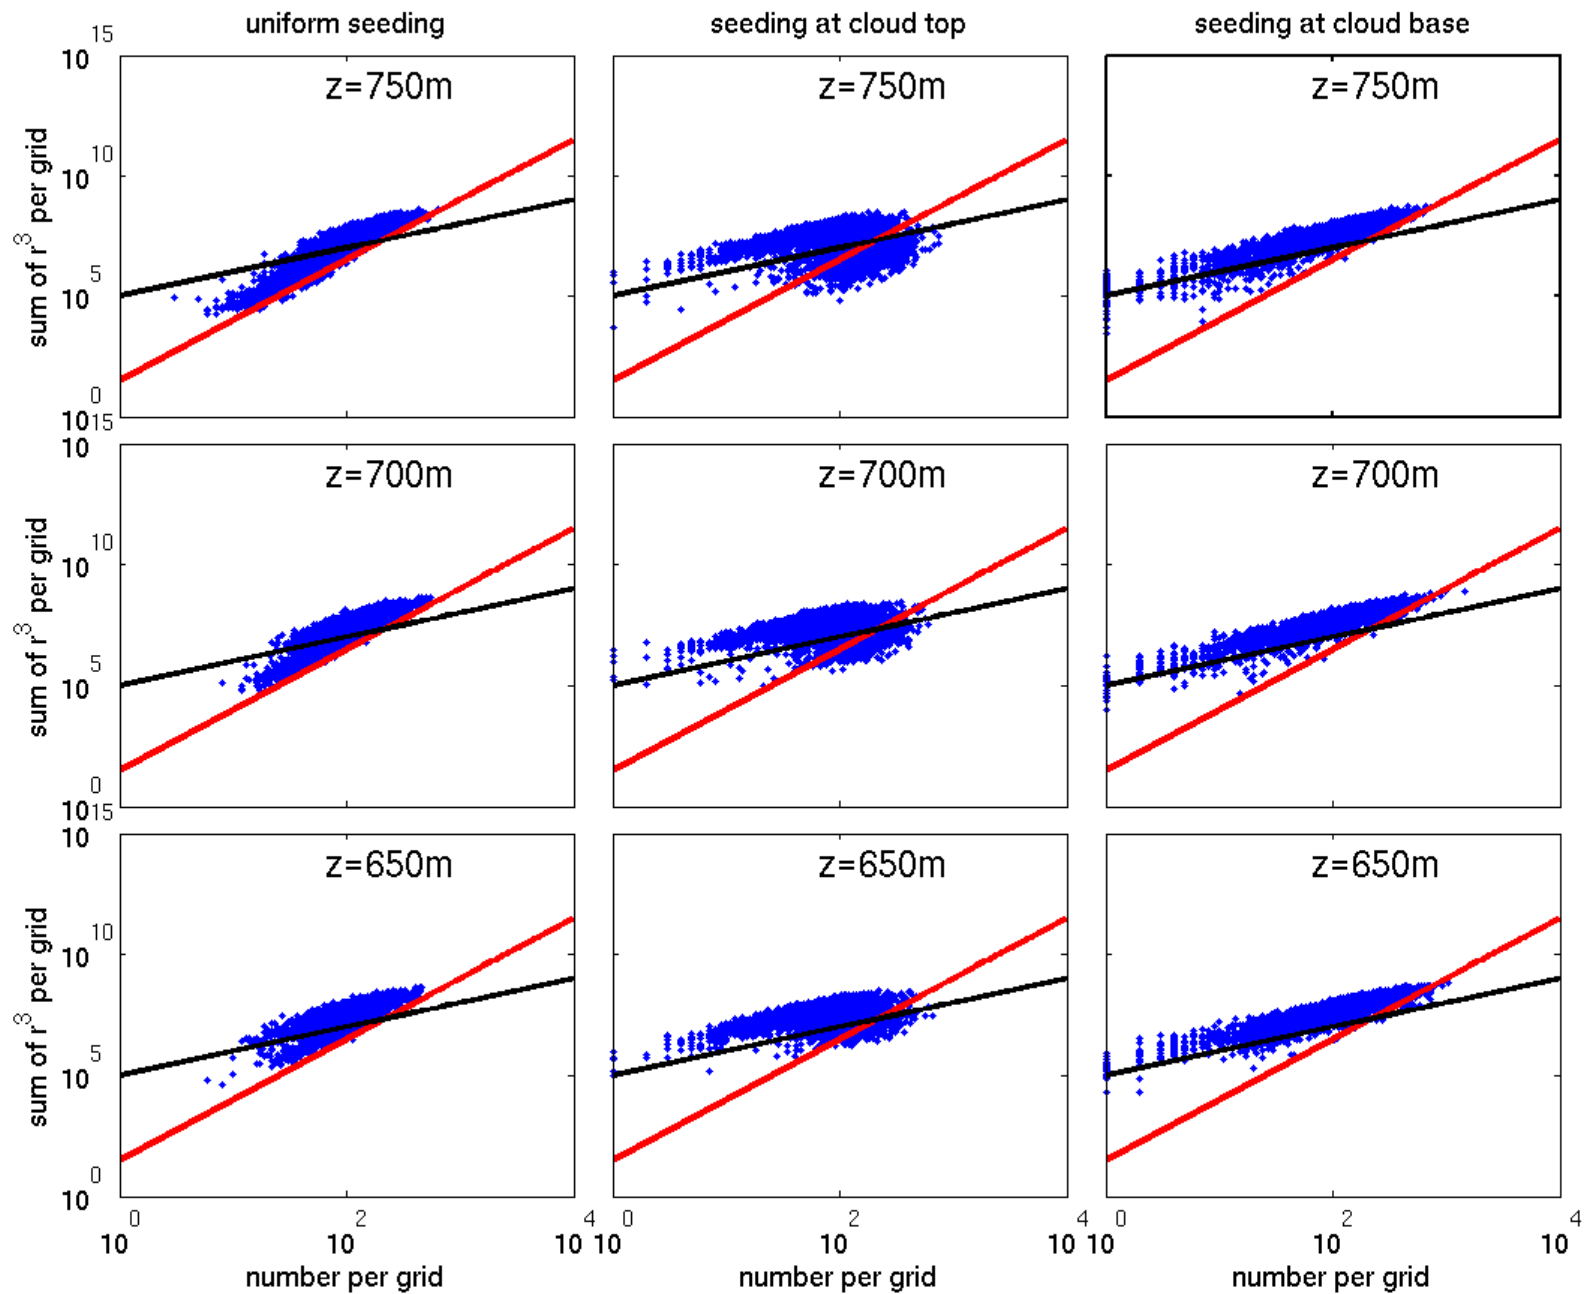 uniform seeding
seeding at cloud top
seeding at cloud base
10^15
z=750m
z=750m
z=750m
sum of r^3 per grid
10^10
10^5
10^0
10^15
z=700m
z=700m
z=700m
sum of r^3 per grid
10^10
10^5
10^0
10^15
z=650m
z=650m
z=650m
sum of r^3 per grid
10^10
10^5
10^0
10^0 10^2 10^4
10^0 10^2 10^4
10^0 10^2 10^4
number per grid
number per grid
number per grid